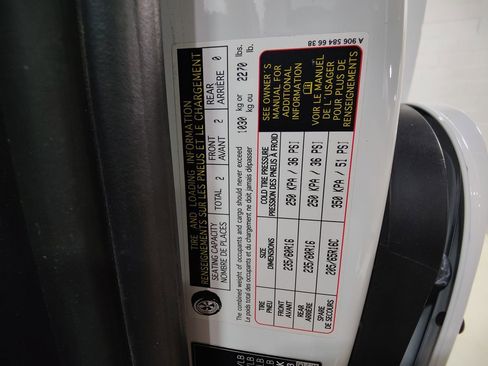 A 906 584 66 38
TIRE AND LOADING INFORMATION
RENSEIGNEMENTS SUR LES PNEUS ET LE CHARGEMENT
SEATING CAPACITY
NOMBRE DE PLACES
TOTAL 2
FRONT
AVANT 2
REAR
ARRIÈRE 0
The combined weight of occupants and cargo should never exceed
Le poids total des occupants et du chargement ne doit jamais dépasser
1030 kg or 2270 lbs.
kg ou lb.
TIRE
PNEU
SIZE
DIMENSIONS
COLD TIRE PRESSURE
PRESSION DES PNEUS À FROID
FRONT
AVANT
235/60R16
250 KPA / 36 PSI
REAR
ARRIÈRE
235/60R16
250 KPA / 36 PSI
SPARE
DE SECOURS
205/65R16C
350 KPA / 51 PSI
SEE OWNER'S
MANUAL FOR
ADDITIONAL
INFORMATION
VOIR LE MANUEL
DE L'USAGER
POUR PLUS DE
RENSEIGNEMENTS